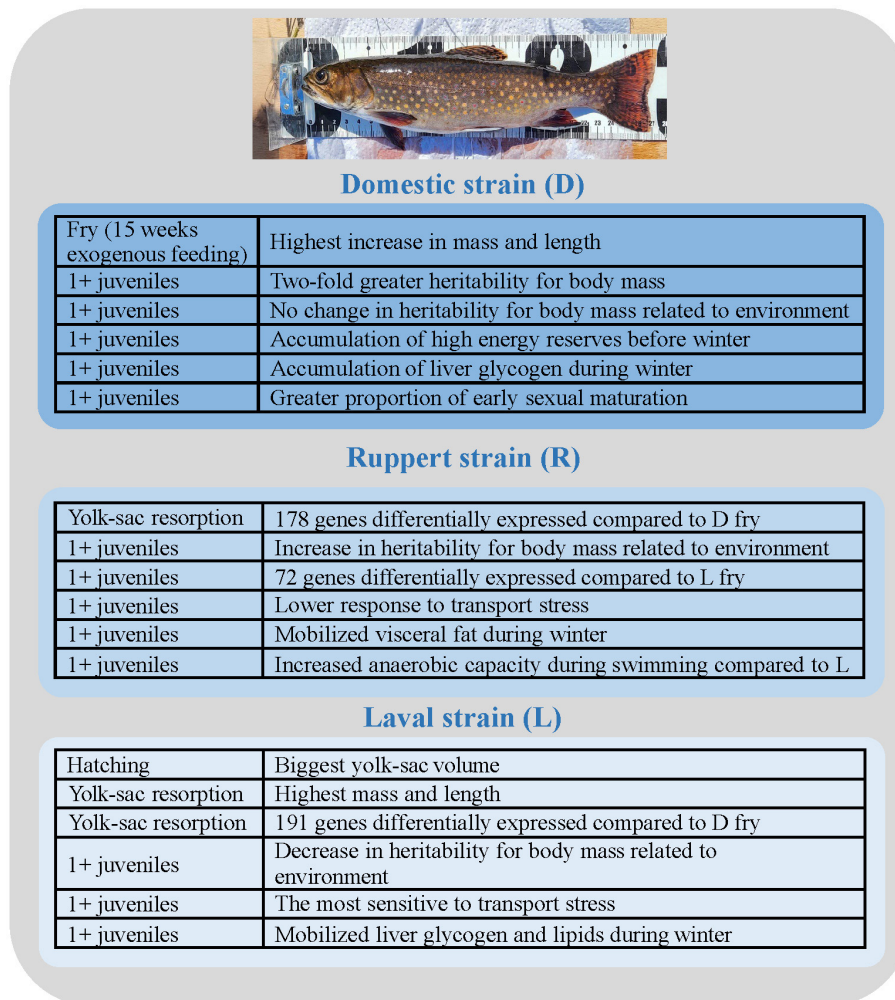 Domestic strain (D)
Fry (15 weeks
exogenous feeding)
Highest increase in mass and length
1+ juveniles
Two-fold greater heritability for body mass
1+ juveniles
No change in heritability for body mass related to environment
1+ juveniles
Accumulation of high energy reserves before winter
1+ juveniles
Accumulation of liver glycogen during winter
1+ juveniles
Greater proportion of early sexual maturation
Ruppert strain (R)
Yolk-sac resorption
178 genes differentially expressed compared to D fry
1+ juveniles
Increase in heritability for body mass related to environment
1+ juveniles
72 genes differentially expressed compared to L fry
1+ juveniles
Lower response to transport stress
1+ juveniles
Mobilized visceral fat during winter
1+ juveniles
Increased anaerobic capacity during swimming compared to L
Laval strain (L)
Hatching
Biggest yolk-sac volume
Yolk-sac resorption
Highest mass and length
Yolk-sac resorption
191 genes differentially expressed compared to D fry
1+ juveniles
Decrease in heritability for body mass related to
environment
1+ juveniles
The most sensitive to transport stress
1+ juveniles
Mobilized liver glycogen and lipids during winter